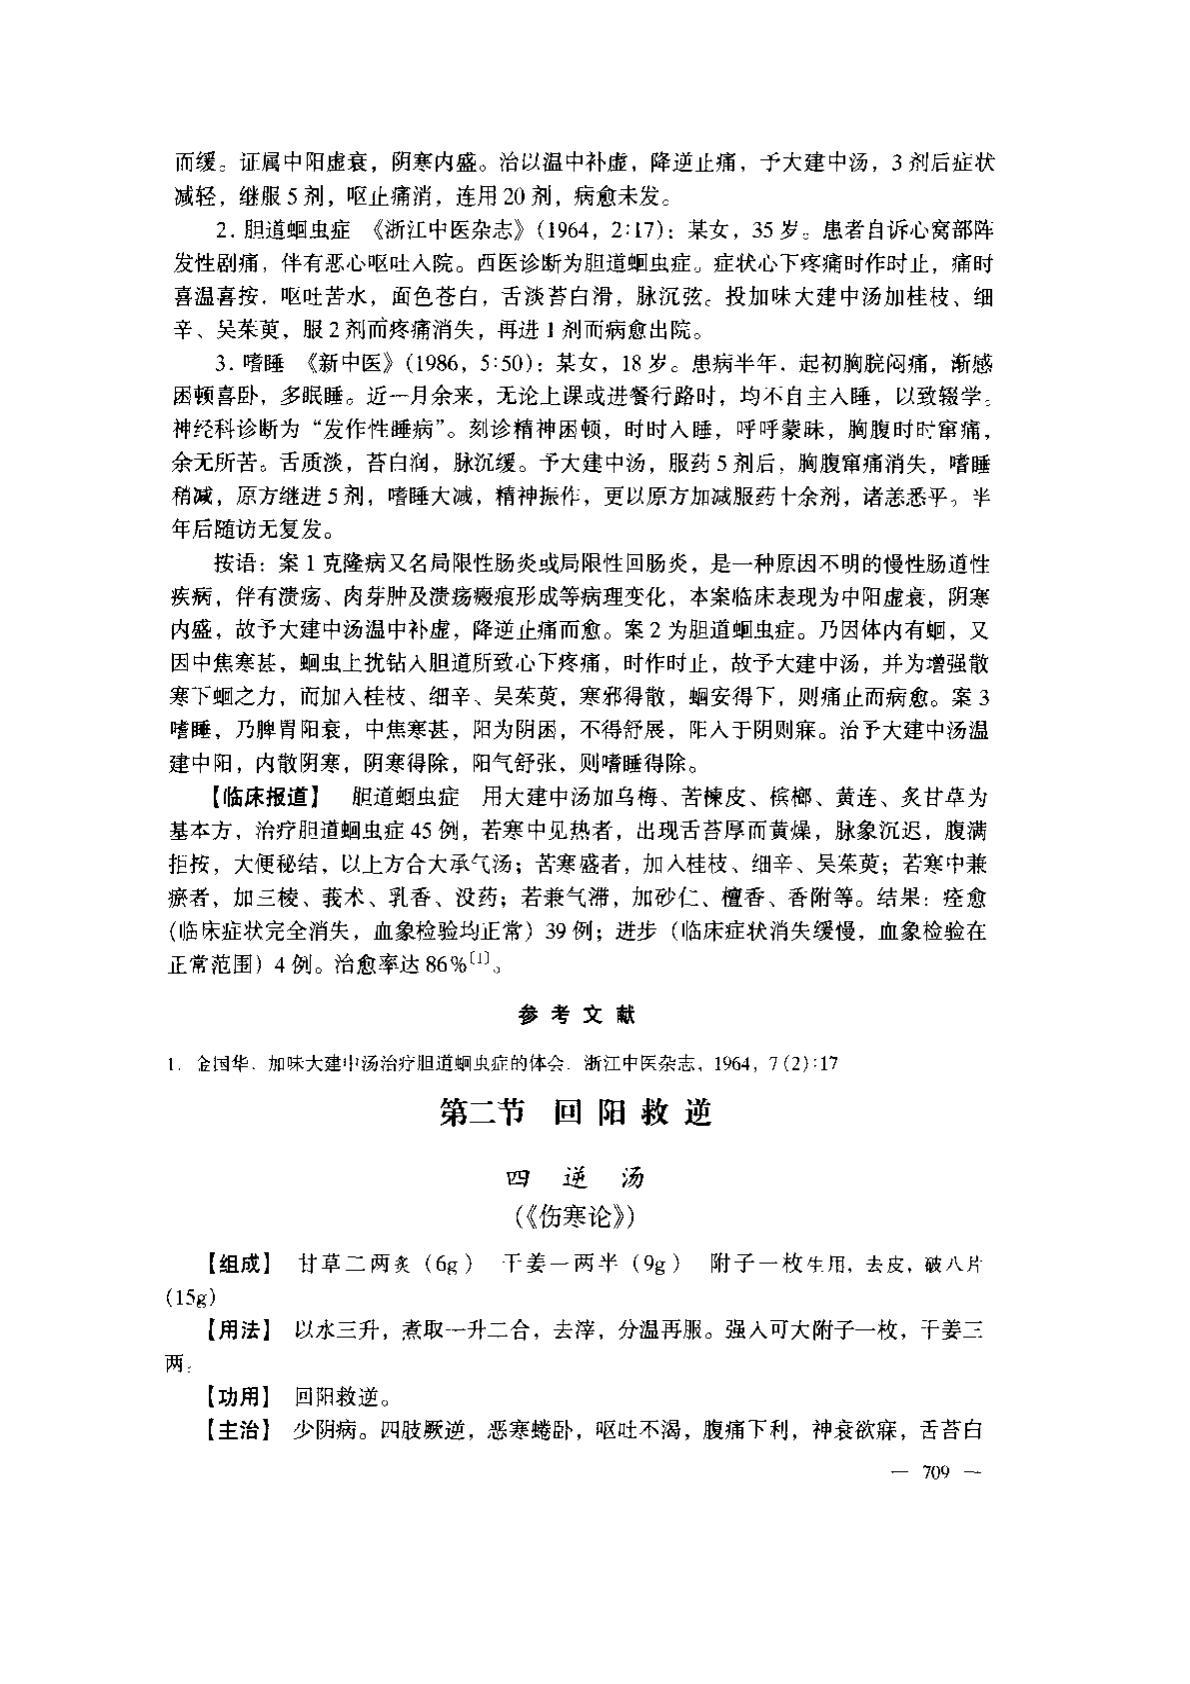 而缓。证属中阳虚衰，阴寒内盛。治以温中补虚，降逆止痛，予大建中汤，3 剂后症状
减轻，继服 5 剂，呕止痛消，连用 20 剂，病愈未发。
2. 胆道蛔虫症 《浙江中医杂志》（1964，2:17）：某女，35 岁。患者自诉心窝部阵
发性剧痛，伴有恶心呕吐入院。西医诊断为胆道蛔虫症。症状心下疼痛时作时止，痛时
喜温喜按，呕吐苦水，面色苍白，舌淡苔白滑，脉沉弦。投加味大建中汤加桂枝、细
辛、吴茱萸，服 2 剂而疼痛消失，再进 1 剂而病愈出院。
3. 嗜睡 《新中医》（1986，5:50）：某女，18 岁。患病半年，起初胸脘闷痛，渐感
困顿喜卧，多眠睡。近一月余来，无论上课或进餐行路时，均不自主入睡，以致辍学。
神经科诊断为“发作性睡病”。刻诊精神困顿，时时入睡，呼呼蒙昧，胸腹时时窜痛，
余无所苦。舌质淡，苔白润，脉沉缓。予大建中汤，服药 5 剂后，胸腹窜痛消失，嗜睡
稍减，原方继进 5 剂，嗜睡大减，精神振作，更以原方加减服药十余剂，诸恙悉平。半
年后随访无复发。
按语：案 1 克隆病又名局限性肠炎或局限性回肠炎，是一种原因不明的慢性肠道性
疾病，伴有溃疡、肉芽肿及溃疡瘢痕形成等病理变化，本案临床表现为中阳虚衰，阴寒
内盛，故予大建中汤温中补虚，降逆止痛而愈。案 2 为胆道蛔虫症。乃因体内有蛔，又
因中焦寒甚，蛔虫上扰钻入胆道所致心下疼痛，时作时止，故予大建中汤，并为增强散
寒下蛔之力，而加入桂枝、细辛、吴茱萸，寒邪得散，蛔安得下，则痛止而病愈。案 3
嗜睡，乃脾胃阳衰，中焦寒甚，阳为阴困，不得舒展，阳入于阴则寐。治予大建中汤温
建中阳，内散阴寒，阴寒得除，阳气舒张，则嗜睡得除。
【临床报道】 胆道蛔虫症 用大建中汤加乌梅、苦楝皮、槟榔、黄连、炙甘草为
基本方，治疗胆道蛔虫症 45 例，若寒中见热者，出现舌苔厚而黄燥，脉象沉迟，腹满
拒按，大便秘结，以上方合大承气汤；苦寒盛者，加入桂枝、细辛、吴茱萸；若寒中兼
瘀者，加三棱、莪术、乳香、没药；若兼气滞，加砂仁、檀香、香附等。结果：痊愈
（临床症状完全消失，血象检验均正常）39 例；进步（临床症状消失缓慢，血象检验在
正常范围）4 例。治愈率达 86%〔1〕。
参 考 文 献
1. 金国华．加味大建中汤治疗胆道蛔虫症的体会．浙江中医杂志，1964，7(2):17
第二节 回 阳 救 逆
四 逆 汤
（《伤寒论》）
【组成】 甘草二两炙（6g） 干姜一两半（9g） 附子一枚生用，去皮，破八片
（15g）
【用法】 以水三升，煮取一升二合，去滓，分温再服。强人可大附子一枚，干姜三
两。
【功用】 回阳救逆。
【主治】 少阴病。四肢厥逆，恶寒蜷卧，呕吐不渴，腹痛下利，神衰欲寐，舌苔白
— 709 —